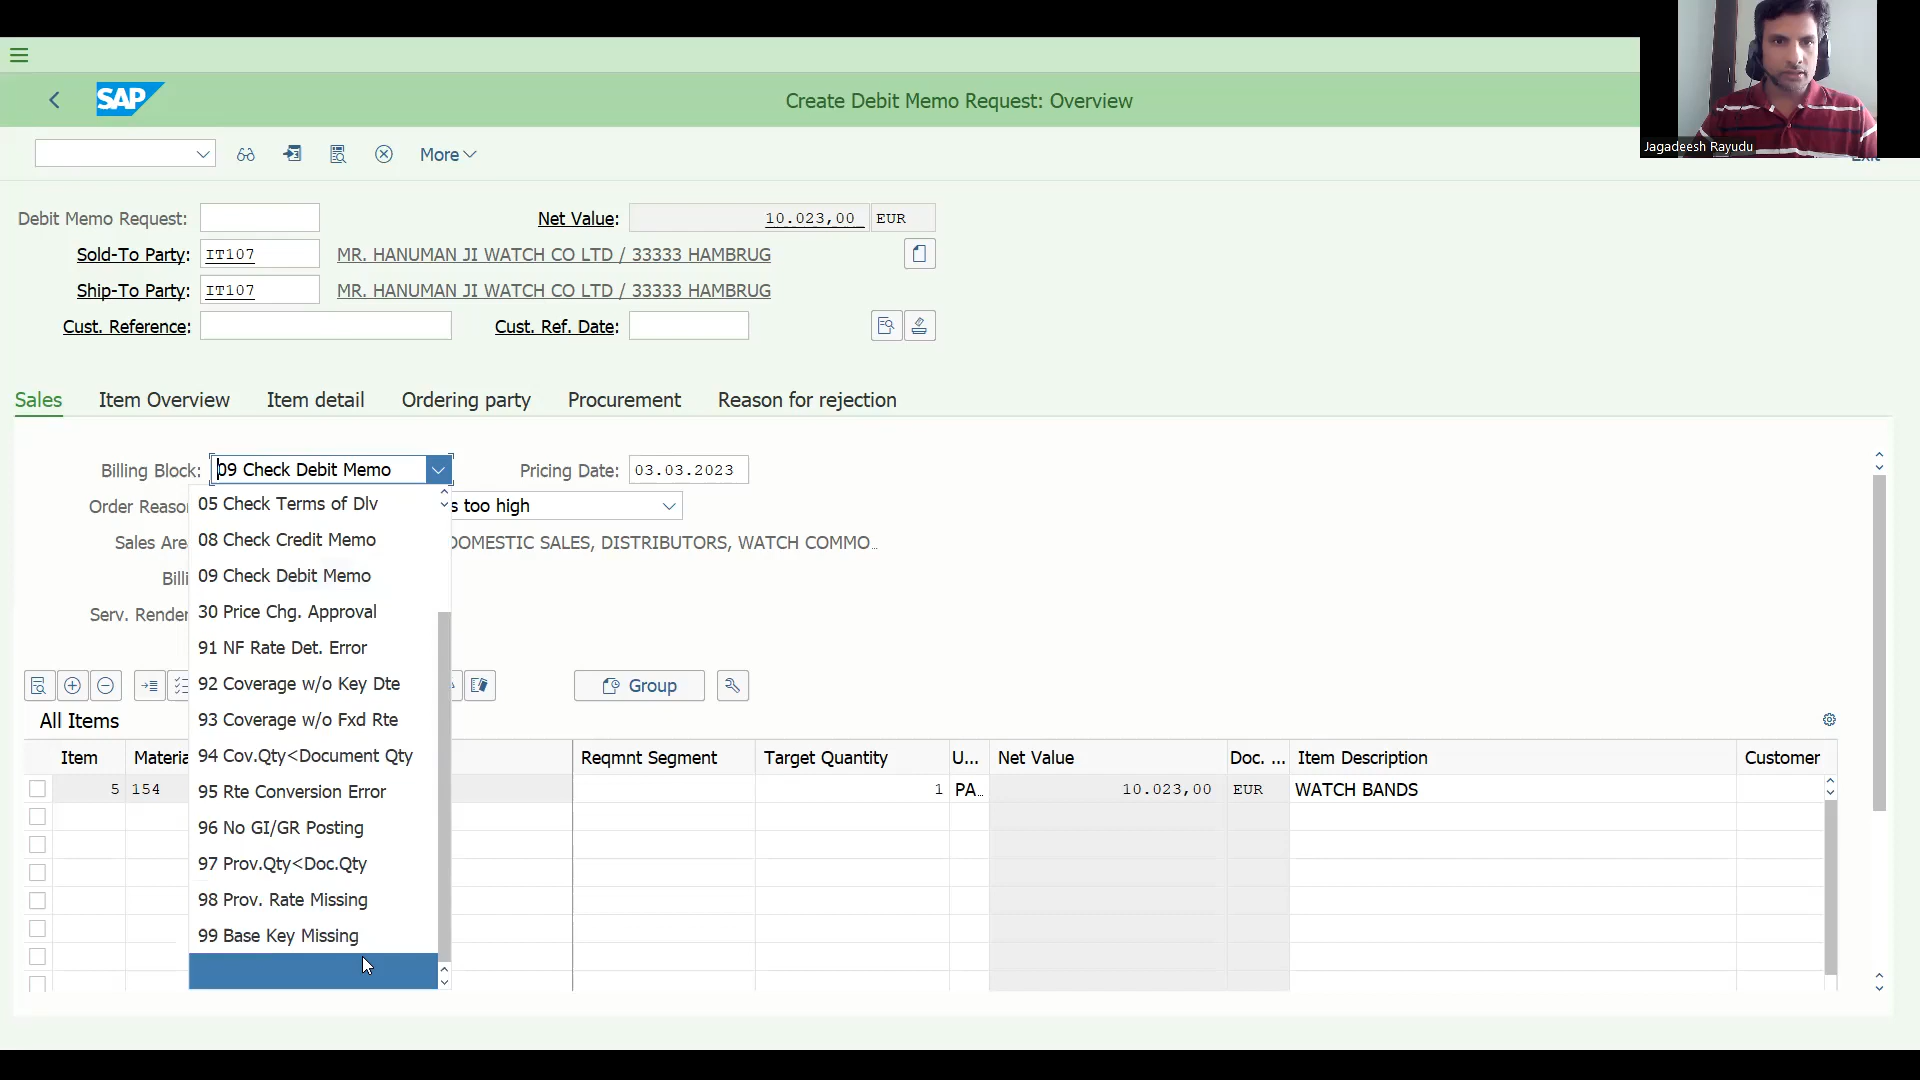 SAP
Create Debit Memo Request: Overview
Jagadeesh Rayudu
More
Debit Memo Request:
Net Value: 10.023,00 EUR
Sold-To Party: IT107 MR. HANUMAN JI WATCH CO LTD / 33333 HAMBRUG
Ship-To Party: IT107 MR. HANUMAN JI WATCH CO LTD / 33333 HAMBRUG
Cust. Reference: Cust. Ref. Date:
Sales Item Overview Item detail Ordering party Procurement Reason for rejection
Billing Block: 09 Check Debit Memo Pricing Date: 03.03.2023
Order Reaso s too high
Sales Are DOMESTIC SALES, DISTRIBUTORS, WATCH COMMO...
Billi
Serv. Render
05 Check Terms of Dlv
08 Check Credit Memo
09 Check Debit Memo
30 Price Chg. Approval
91 NF Rate Det. Error
92 Coverage w/o Key Dte
93 Coverage w/o Fxd Rte
94 Cov.Qty<Document Qty
95 Rte Conversion Error
96 No GI/GR Posting
97 Prov.Qty<Doc.Qty
98 Prov. Rate Missing
99 Base Key Missing
Group
All Items
Item Materia Reqmnt Segment Target Quantity U... Net Value Doc. ... Item Description Customer
5 154 1 PA... 10.023,00 EUR WATCH BANDS